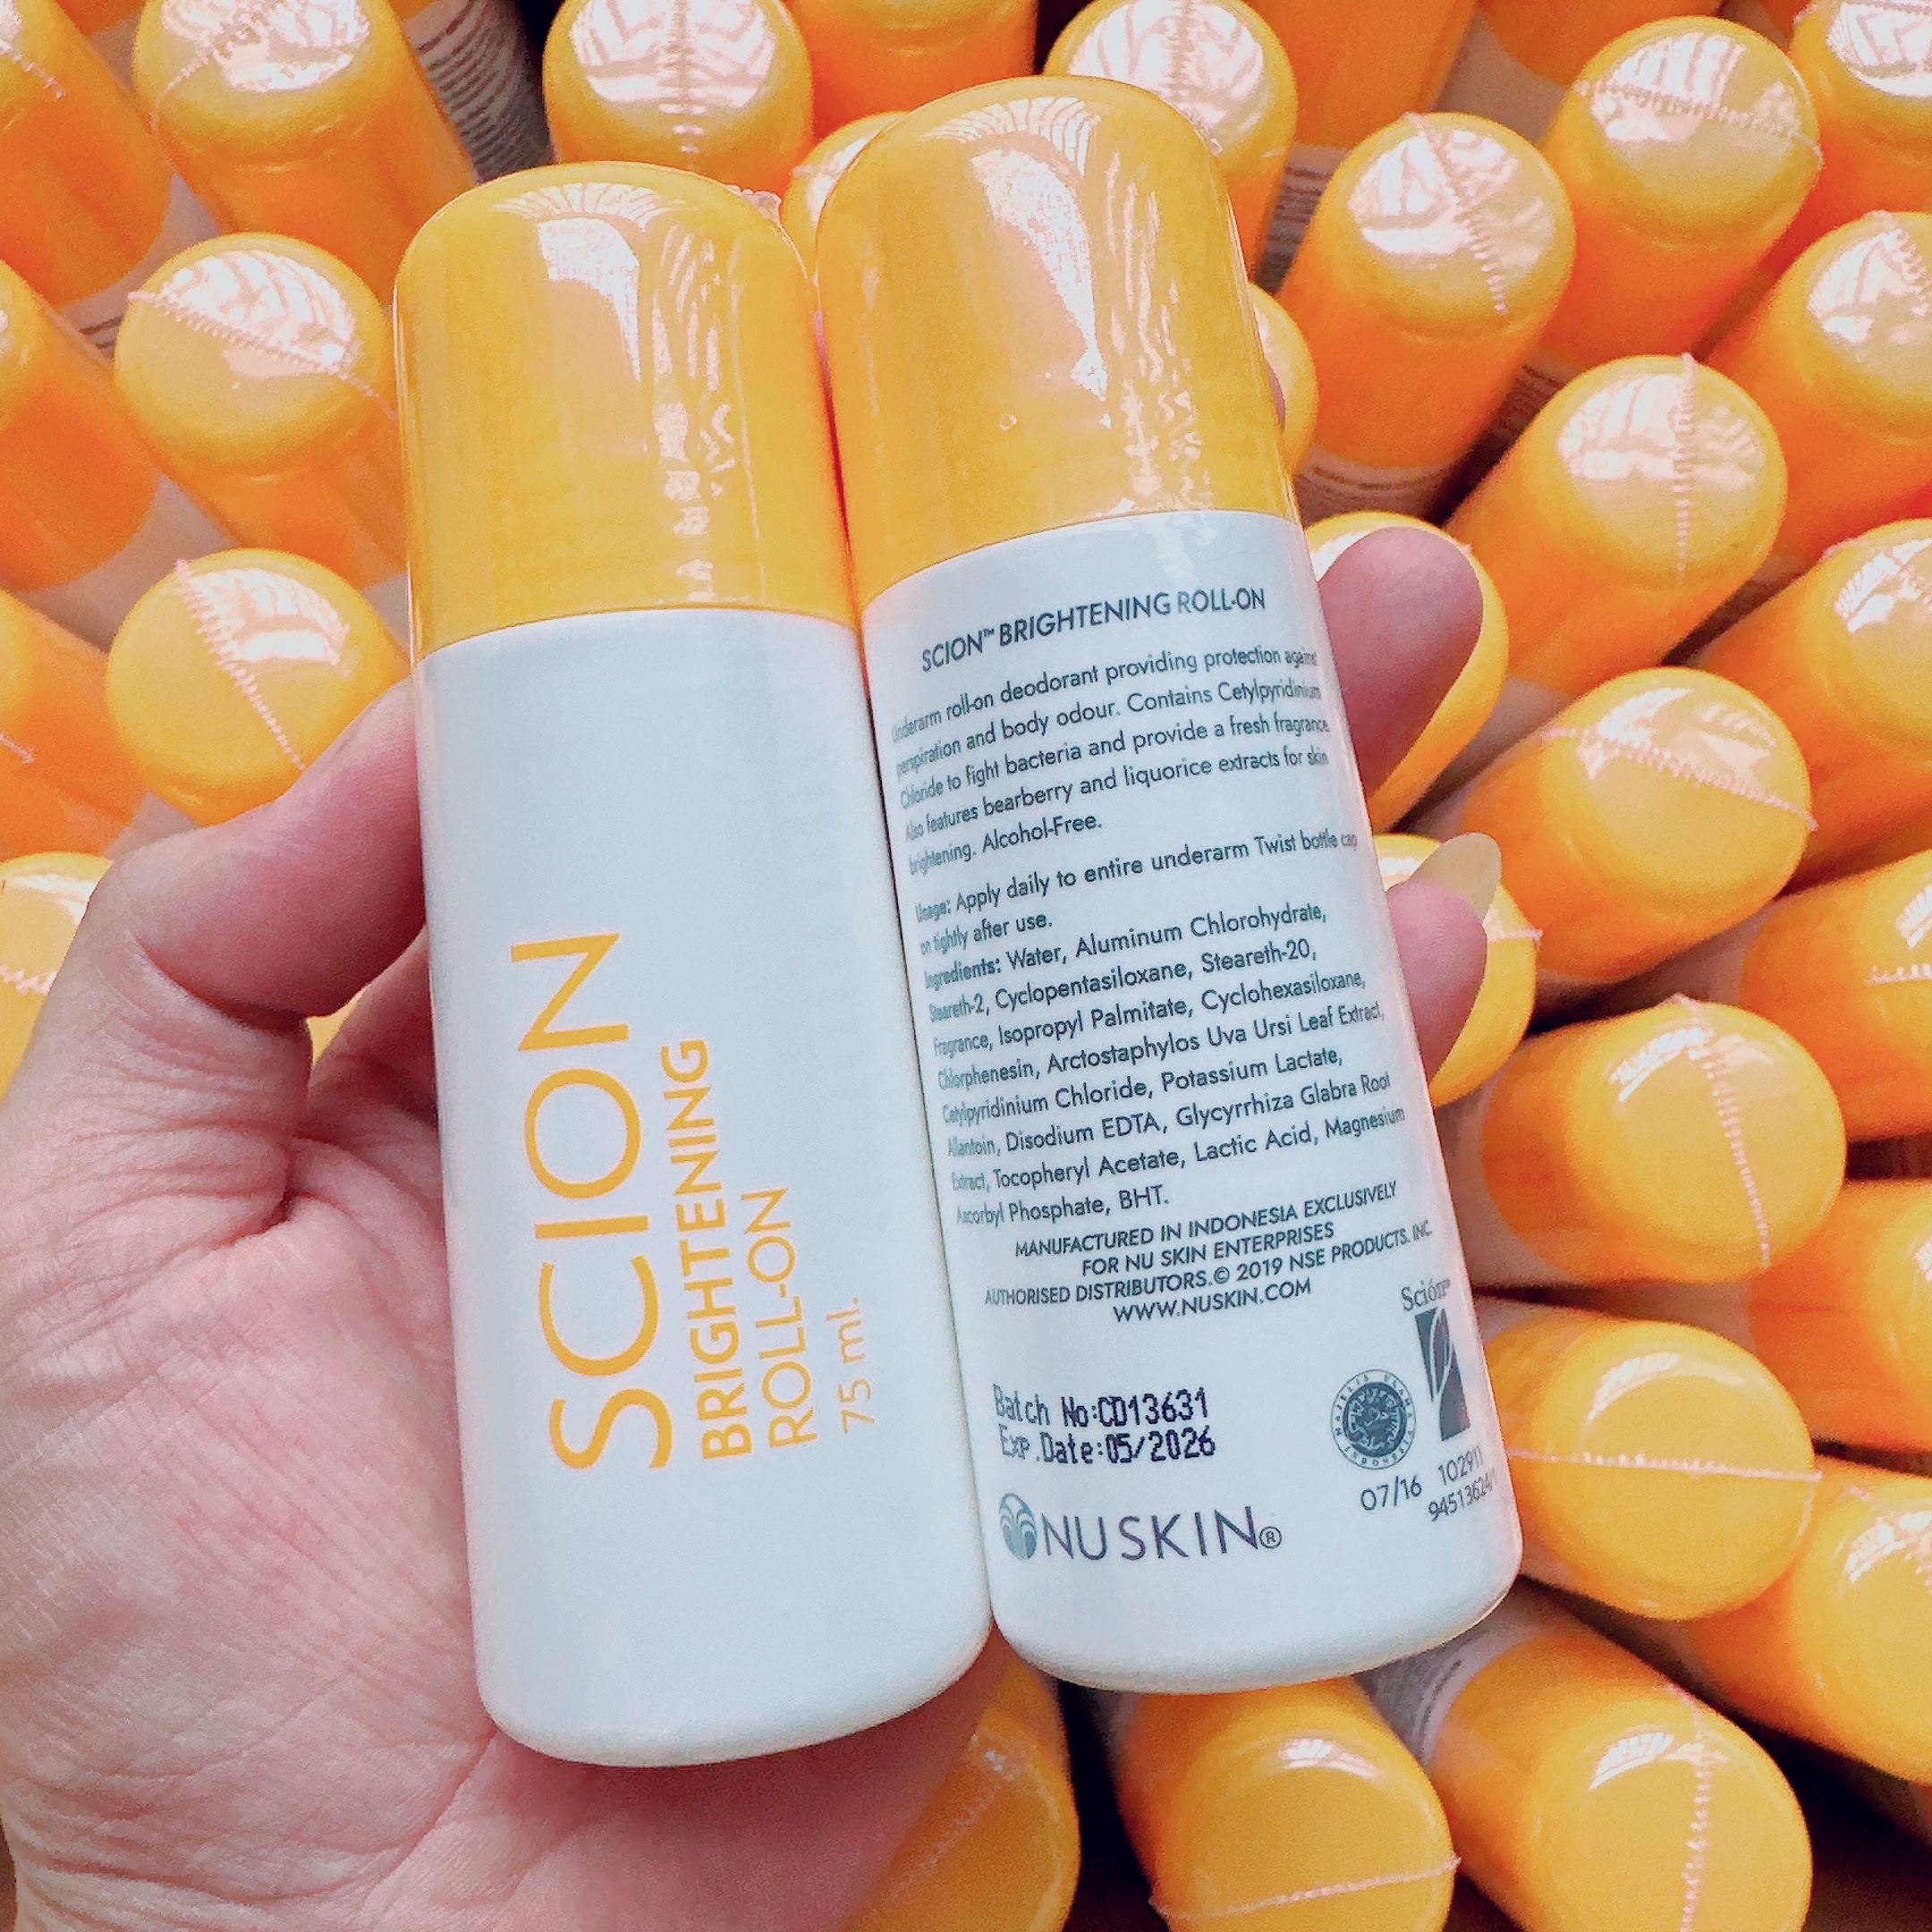 SCION
BRIGHTENING
ROLL-ON
75 ml.
SCION™ BRIGHTENING ROLL-ON
Underarm roll-on deodorant providing protection against
perspiration and body odour. Contains Cetylpyridinium
Chloride to fight bacteria and provide a fresh fragrance
Also features bearberry and liquorice extracts for skin
brightening. Alcohol-Free.
Usage: Apply daily to entire underarm Twist bottle cap
on tightly after use.
Ingredients: Water, Aluminum Chlorohydrate,
Steareth-2, Cyclopentasiloxane, Steareth-20,
Fragrance, Isopropyl Palmitate, Cyclohexasiloxane,
Chlorphenesin, Arctostaphylos Uva Ursi Leaf Extract,
Cetylpyridinium Chloride, Potassium Lactate,
Allantoin, Disodium EDTA, Glycyrrhiza Glabra Root
Extract, Tocopheryl Acetate, Lactic Acid, Magnesium
Ascorbyl Phosphate, BHT.
MANUFACTURED IN INDONESIA EXCLUSIVELY
FOR NU SKIN ENTERPRISES
AUTHORISED DISTRIBUTORS.© 2019 NSE PRODUCTS. INC.
WWW.NUSKIN.COM
Sción™
Batch No:CD13631
Exp.Date:05/2026
MAJELIS ULAMA INDONESIA
07/16
NU SKIN®